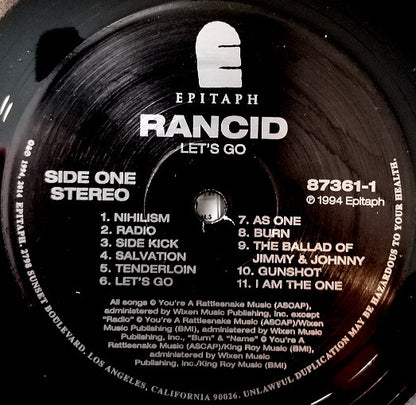 EPITAPH
RANCID
LET'S GO
SIDE ONE
STEREO
87361-1
℗ 1994 Epitaph
1. NIHILISM
2. RADIO
3. SIDE KICK
4. SALVATION
5. TENDERLOIN
6. LET'S GO
7. AS ONE
8. BURN
9. THE BALLAD OF
JIMMY & JOHNNY
10. GUNSHOT
11. I AM THE ONE
All songs © You're A Rattlesnake Music (ASCAP),
administered by Wixen Music Publishing, Inc. except
"Radio" © You're A Rattlesnake Music (ASCAP)/Wixen
Music Publishing (BMI), administered by Wixen Music
Publishing, Inc., "Burn" & "Name" © You're A
Rattlesnake Music (ASCAP)/King Roy Music (BMI),
administered by Wixen Music
Publishing, Inc./King Roy Music (BMI).
℗© 1994, 2014 EPITAPH. 2798 SUNSET BOULEVARD, LOS ANGELES, CALIFORNIA 90026. UNLAWFUL DUPLICATION MAY BE HAZARDOUS TO YOUR HEALTH.